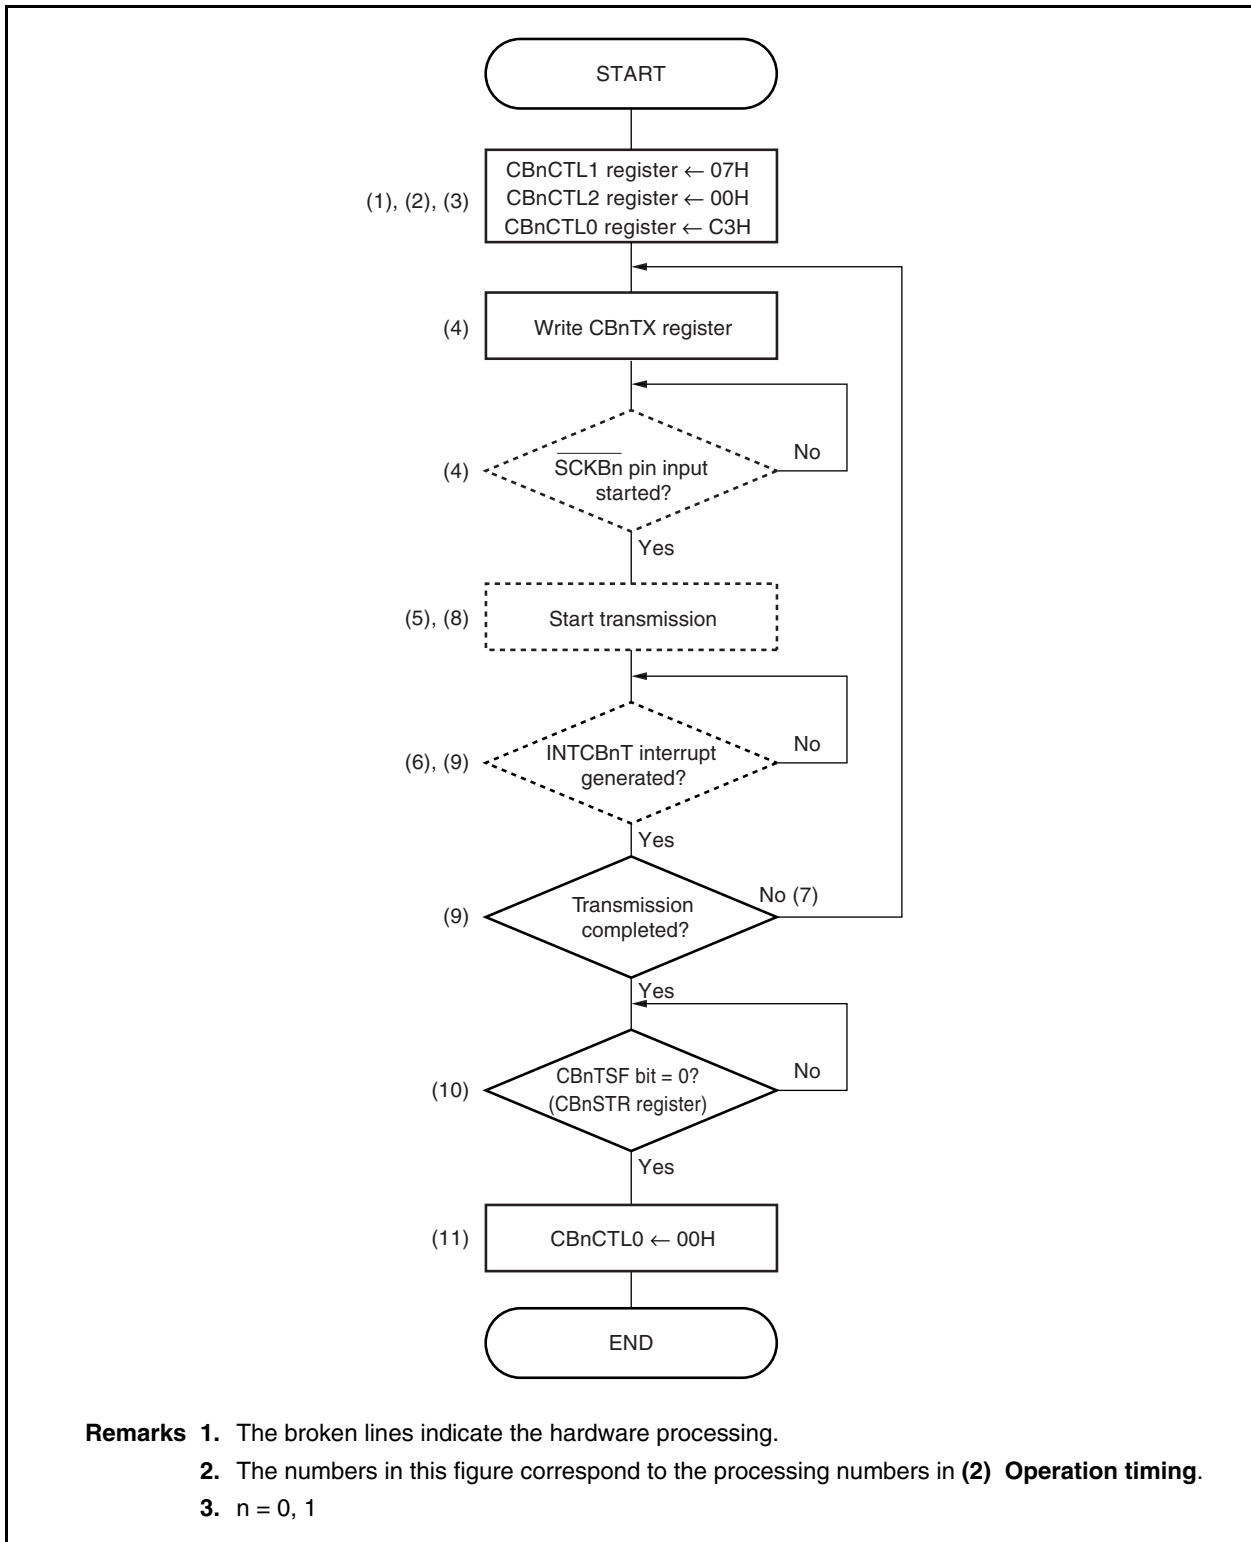 START
CBnCTL1 register ← 07H
(1), (2), (3)
CBnCTL2 register ← 00H
CBnCTL0 register ← C3H
(4)
Write CBnTX register
(4)
SCKBn pin input
started?
No
Yes
(5), (8)
Start transmission
(6), (9)
INTCBnT interrupt
generated?
No
Yes
(9)
Transmission
completed?
No (7)
Yes
(10)
CBnTSF bit = 0?
(CBnSTR register)
No
Yes
(11)
CBnCTL0 ← 00H
END
Remarks 1. The broken lines indicate the hardware processing.
2. The numbers in this figure correspond to the processing numbers in (2) Operation timing.
3. n = 0, 1